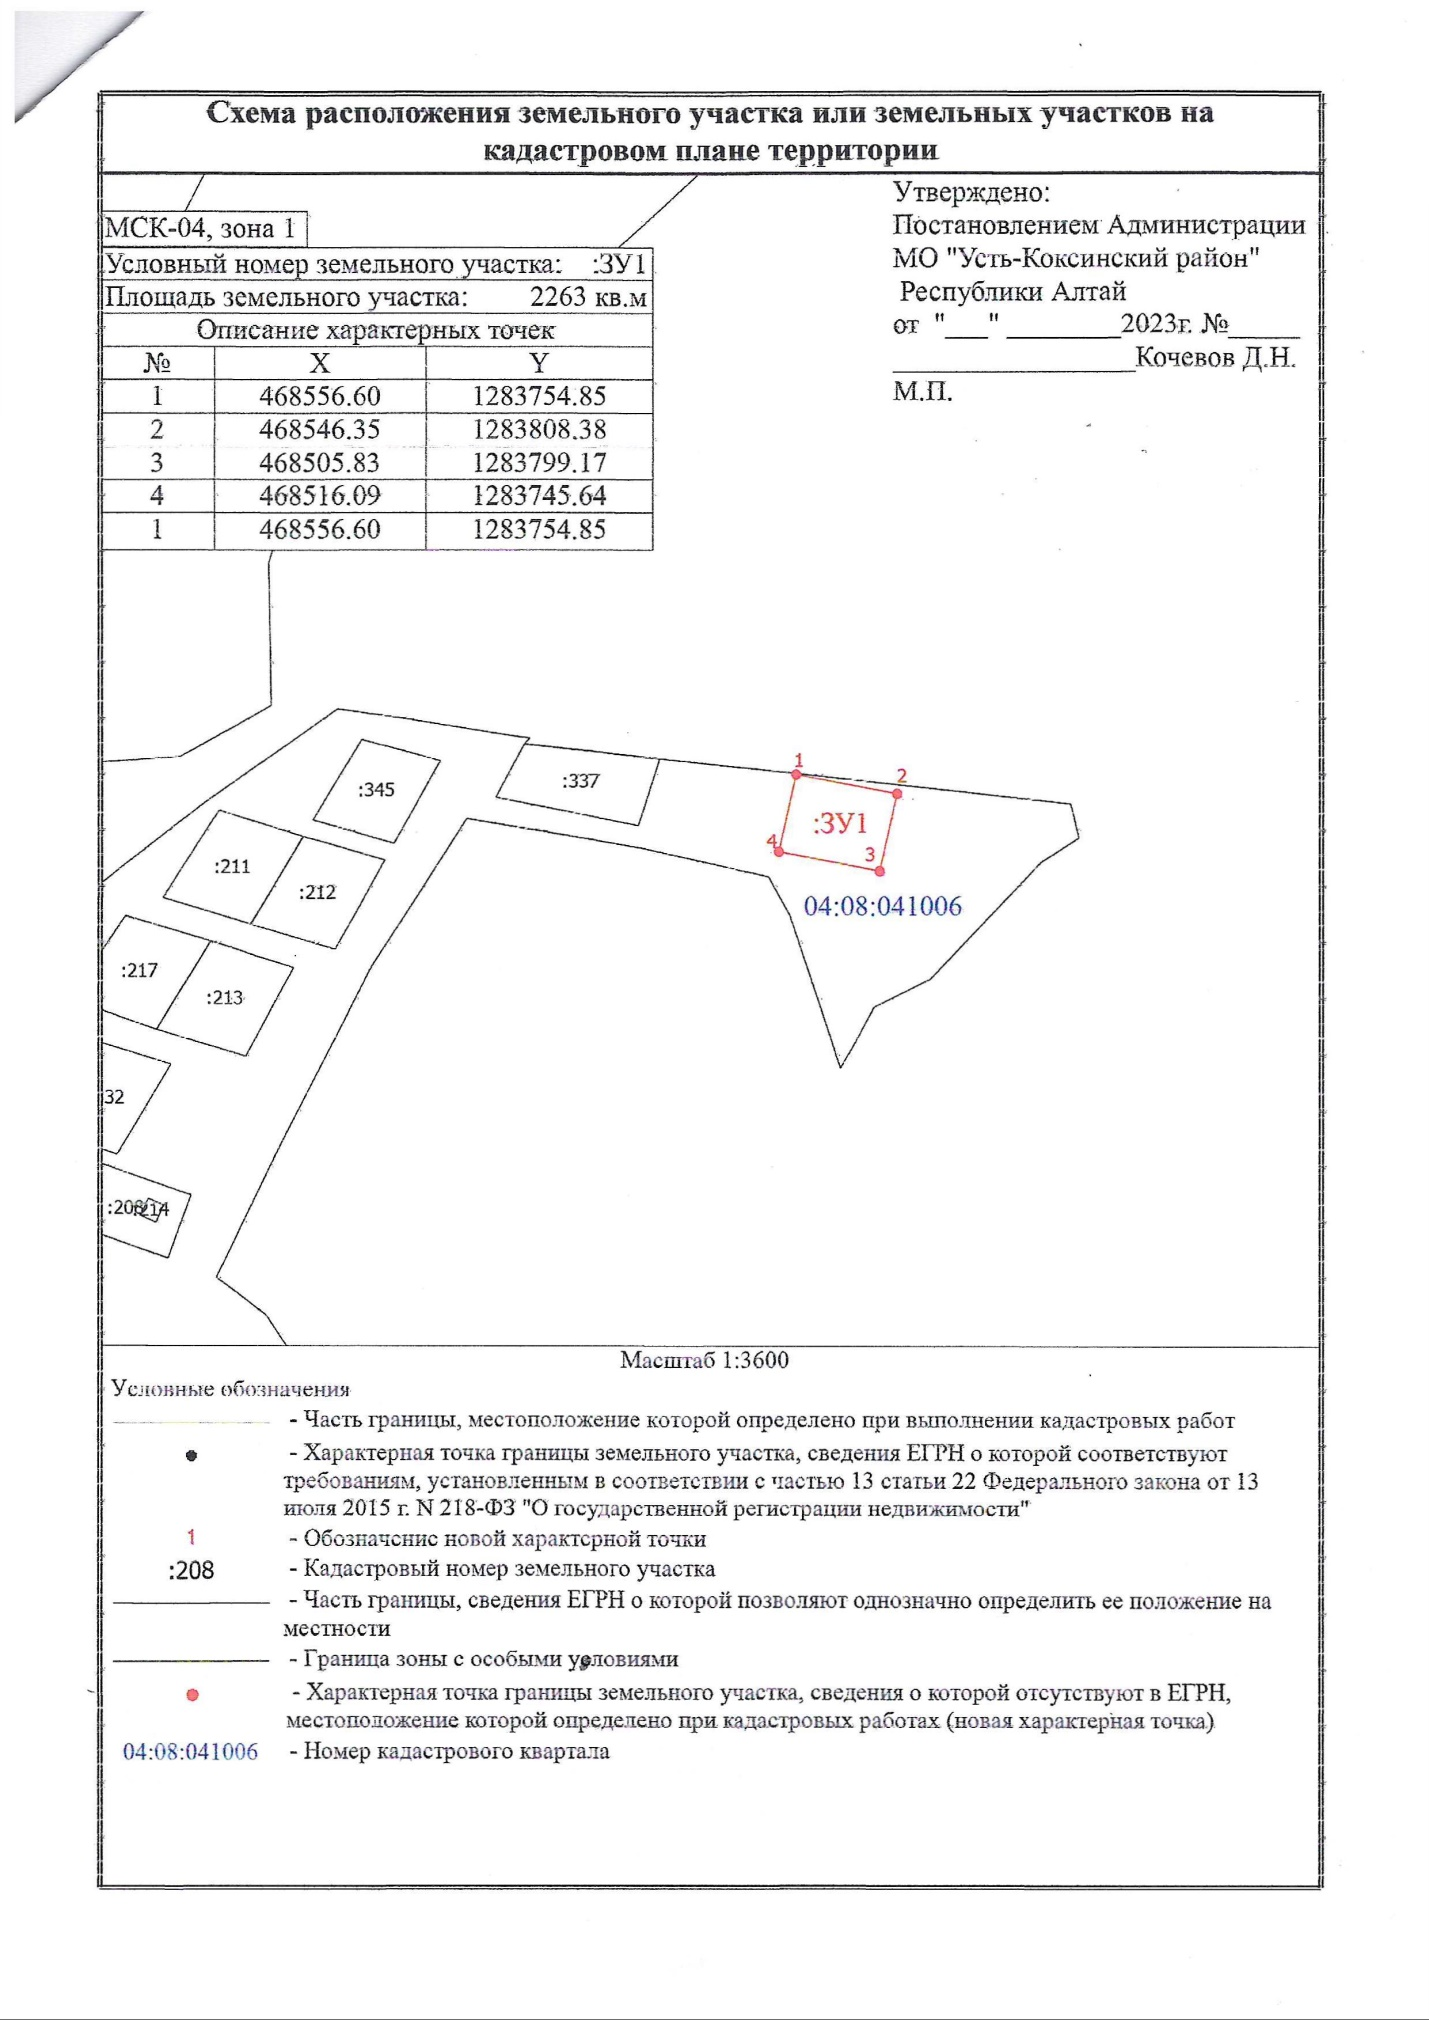 Схема расположения земельного участка или земельных участков на
кадастровом плане территории
Утверждено:
Постановлением Администрации
МО "Усть-Коксинский район"
Республики Алтай
от "___" ________2023г. №_____
_________________Кочевов Д.Н.
М.П.
МСК-04, зона 1
Условный номер земельного участка: :ЗУ1
Площадь земельного участка: 2263 кв.м
Описание характерных точек
№ X Y
1 468556.60 1283754.85
2 468546.35 1283808.38
3 468505.83 1283799.17
4 468516.09 1283745.64
1 468556.60 1283754.85
:345
:337
1
2
:ЗУ1
4
3
:211
:212
04:08:041006
:217
:213
32
:214
Масштаб 1:3600
Условные обозначения
- Часть границы, местоположение которой определено при выполнении кадастровых работ
- Характерная точка границы земельного участка, сведения ЕГРН о которой соответствуют
требованиям, установленным в соответствии с частью 13 статьи 22 Федерального закона от 13
июля 2015 г. N 218-ФЗ "О государственной регистрации недвижимости"
1 - Обозначение новой характерной точки
:208 - Кадастровый номер земельного участка
- Часть границы, сведения ЕГРН о которой позволяют однозначно определить ее положение на
местности
- Граница зоны с особыми условиями
- Характерная точка границы земельного участка, сведения о которой отсутствуют в ЕГРН,
местоположение которой определено при кадастровых работах (новая характерная точка)
04:08:041006 - Номер кадастрового квартала